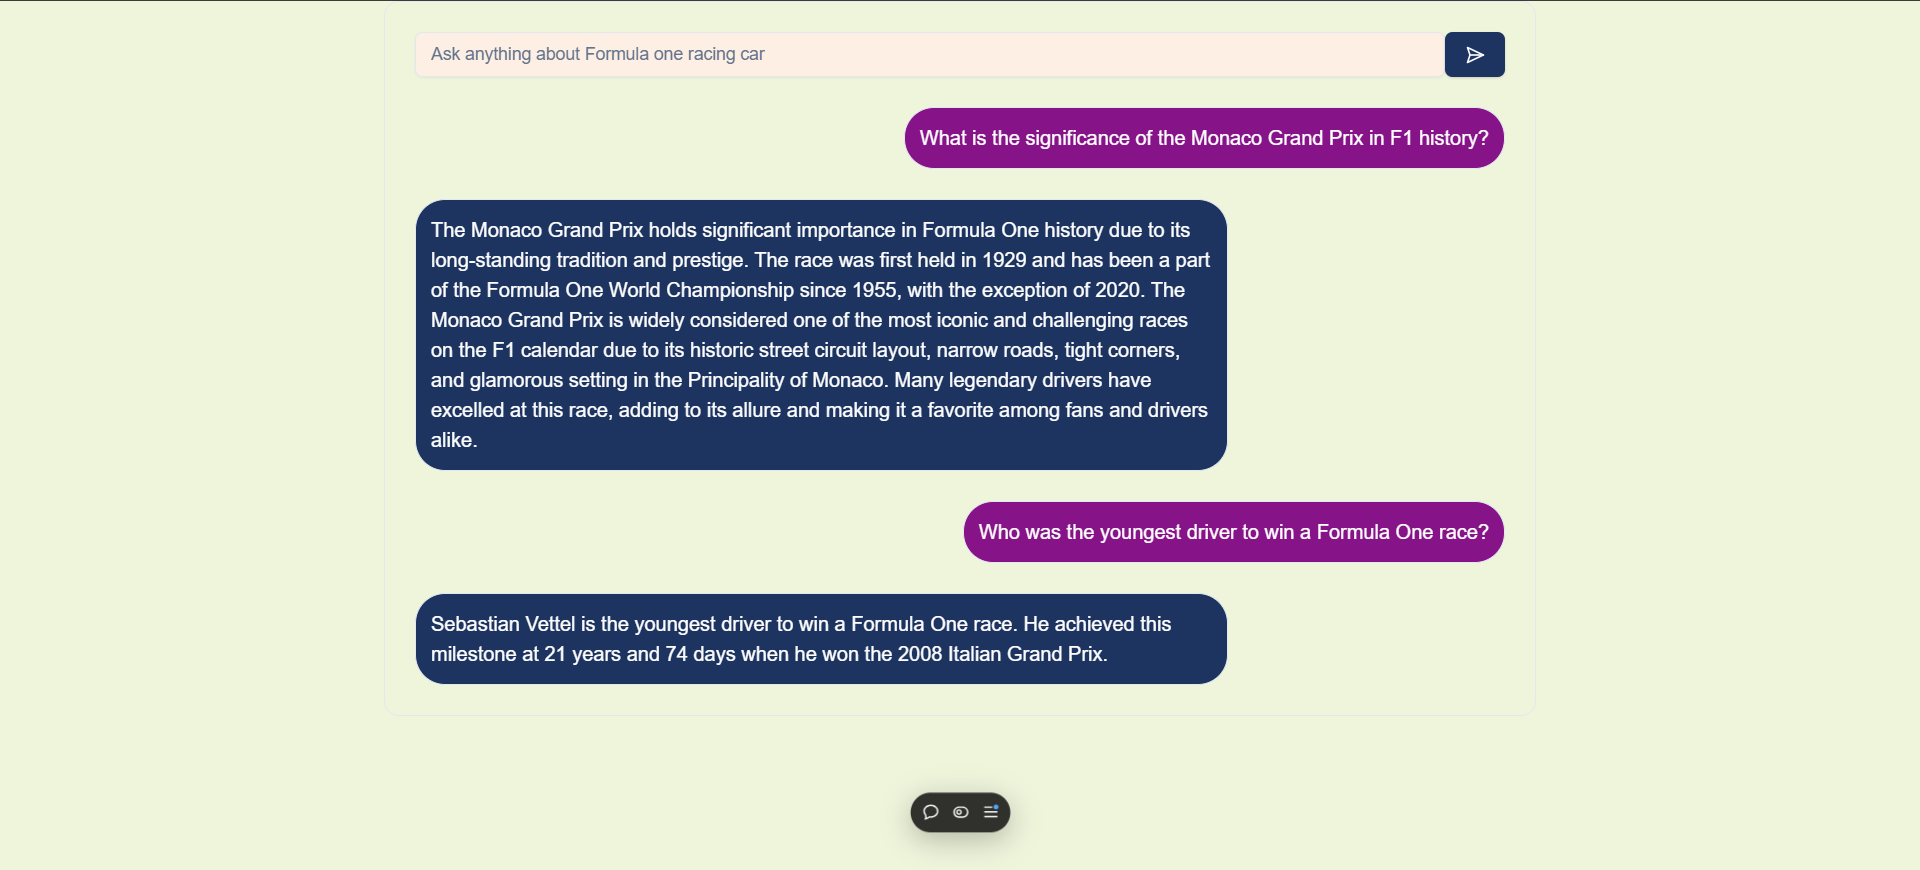 Ask anything about Formula one racing car
What is the significance of the Monaco Grand Prix in F1 history?
The Monaco Grand Prix holds significant importance in Formula One history due to its
long-standing tradition and prestige. The race was first held in 1929 and has been a part
of the Formula One World Championship since 1955, with the exception of 2020. The
Monaco Grand Prix is widely considered one of the most iconic and challenging races
on the F1 calendar due to its historic street circuit layout, narrow roads, tight corners,
and glamorous setting in the Principality of Monaco. Many legendary drivers have
excelled at this race, adding to its allure and making it a favorite among fans and drivers
alike.
Who was the youngest driver to win a Formula One race?
Sebastian Vettel is the youngest driver to win a Formula One race. He achieved this
milestone at 21 years and 74 days when he won the 2008 Italian Grand Prix.